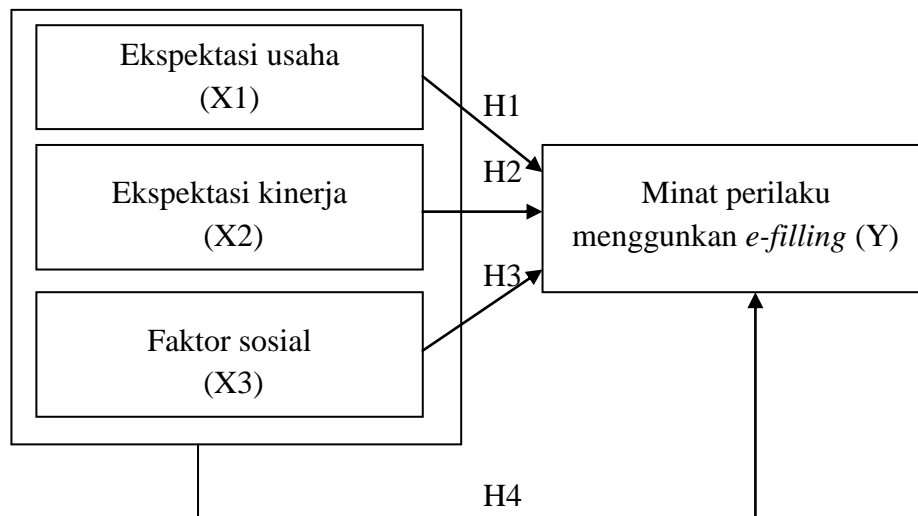 Ekspektasi usaha
(X1)
H1
H2
Ekspektasi kinerja
(X2)
Minat perilaku
menggunkan e-filling (Y)
H3
Faktor sosial
(X3)
H4